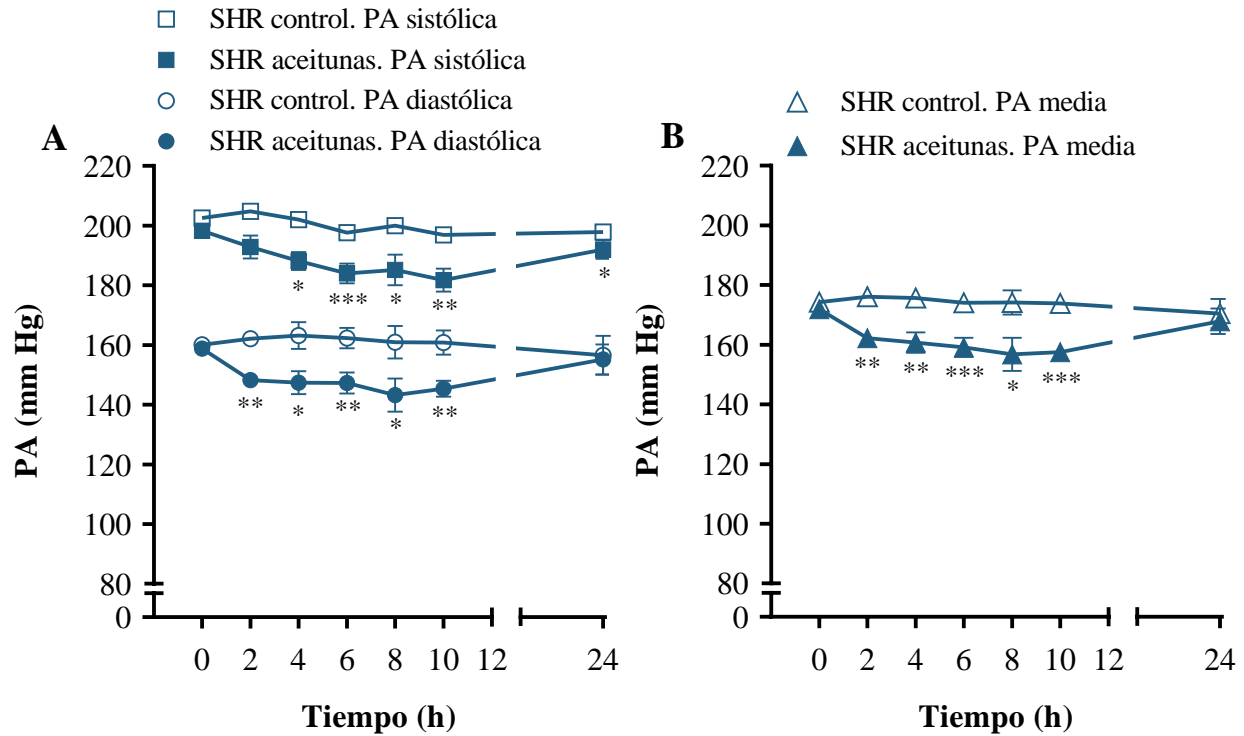 SHR control. PA sistólica
SHR aceitunas. PA sistólica
SHR control. PA diastólica
SHR aceitunas. PA diastólica
A
220
200
180
160
140
120
100
80
0
PA (mm Hg)
*
***
*
**
*
**
*
**
*
**
0 2 4 6 8 10 12 24
Tiempo (h)
SHR control. PA media
SHR aceitunas. PA media
B
220
200
180
160
140
120
100
80
0
PA (mm Hg)
**
**
***
*
***
0 2 4 6 8 10 12 24
Tiempo (h)